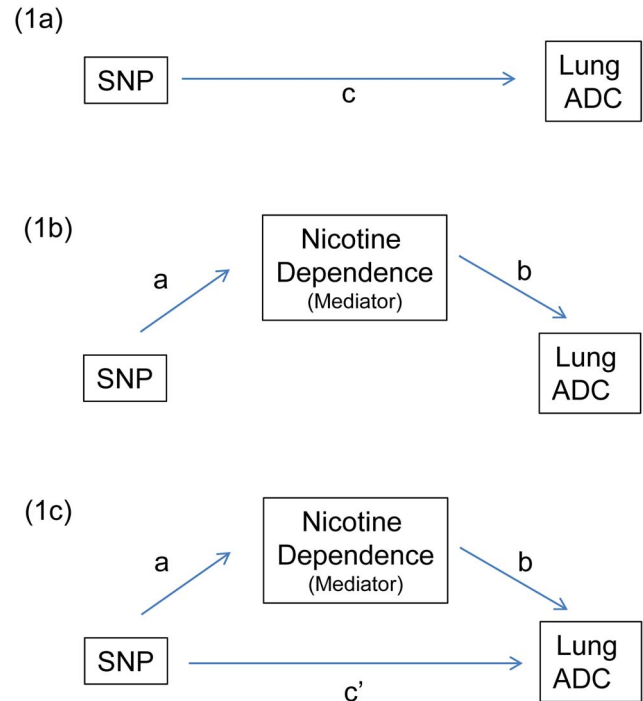 (1a)
SNP
c
Lung
ADC
(1b)
Nicotine
Dependence
(Mediator)
a
b
SNP
Lung
ADC
(1c)
Nicotine
Dependence
(Mediator)
a
b
SNP
c’
Lung
ADC